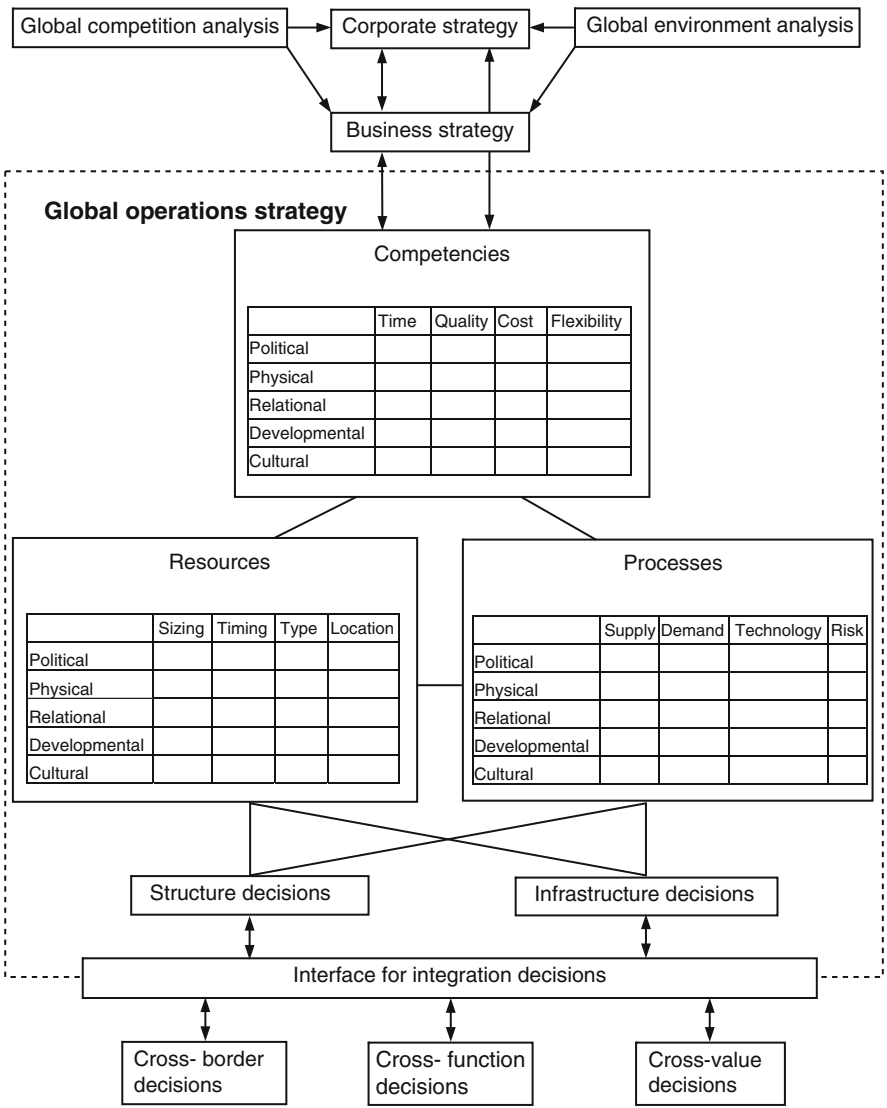 Global competition analysis
Corporate strategy
Global environment analysis
Business strategy
Global operations strategy
Competencies
Time Quality Cost Flexibility
Political
Physical
Relational
Developmental
Cultural
Resources
Sizing Timing Type Location
Political
Physical
Relational
Developmental
Cultural
Processes
Supply Demand Technology Risk
Political
Physical
Relational
Developmental
Cultural
Structure decisions
Infrastructure decisions
Interface for integration decisions
Cross- border
decisions
Cross- function
decisions
Cross-value
decisions